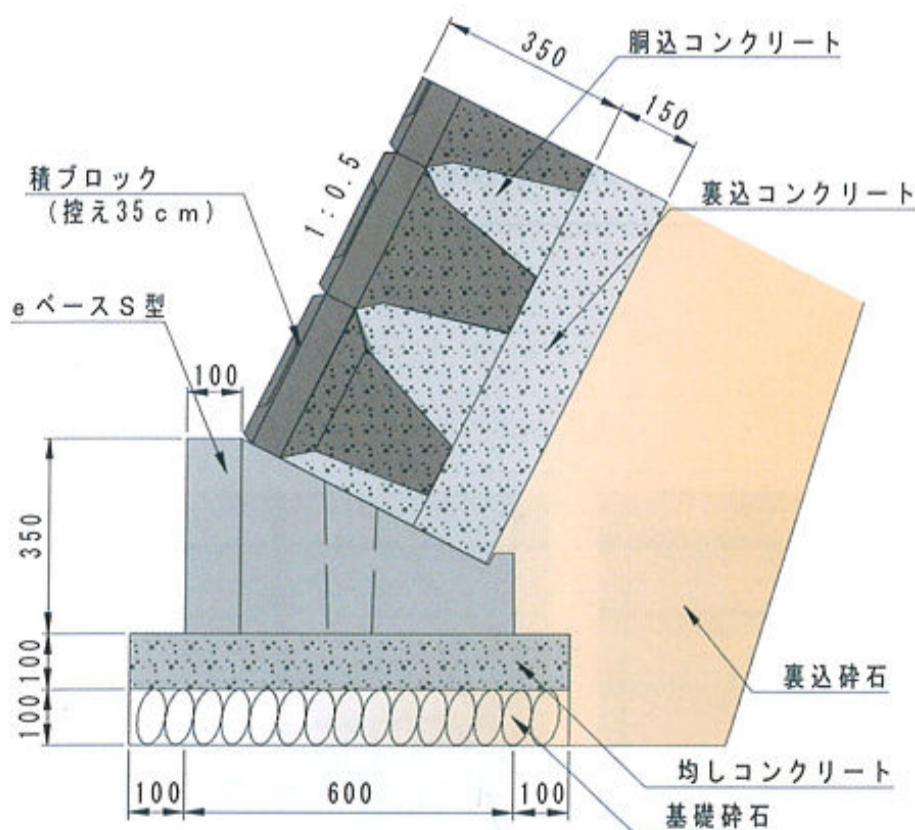 350
胴込コンクリート
150
積ブロック
(控え35cm)
1:0.5
裏込コンクリート
eベースS型
100
350
100
100
裏込砕石
均しコンクリート
100
600
100
基礎砕石